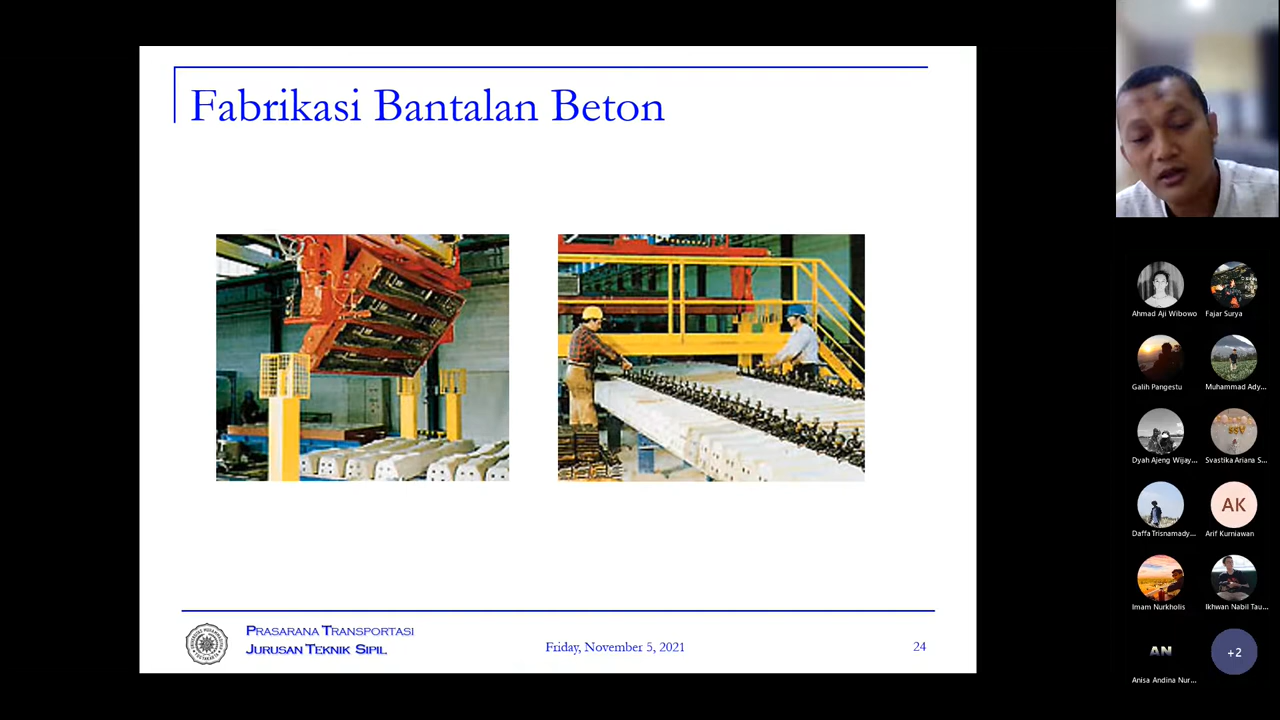 Fabrikasi Bantalan Beton
PRASARANA TRANSPORTASI
JURUSAN TEKNIK SIPIL
Friday, November 5, 2021
24
Ahmad Aji Wibowo
Fajar Surya
Galih Pangestu
Muhammad Ady...
Dyah Ajeng Wijay...
Svastika Ariana S...
Daffa Trisnamady...
AK
Arif Kurniawan
Imam Nurkholis
Ikhwan Nabil Tau...
AN
Anisa Andina Nur...
+2